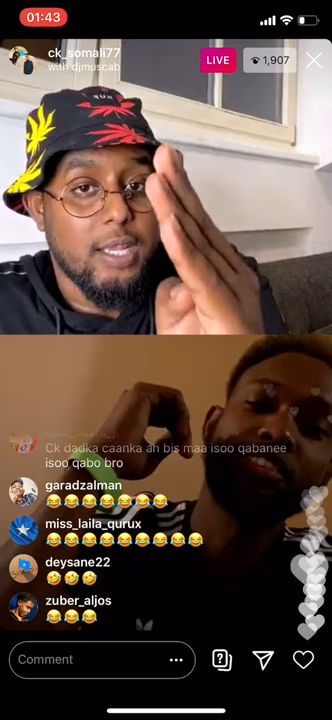 01:43
ck_somali77
with djmuscab
LIVE
1,907
Ck dadka caanka ah bis maa isoo qabanee
isoo qabo bro
garadzalman
😂😂😂😂😂😂😂
miss_laila_qurux
😂😂😂😂😂😂😂😂😂
deysane22
🤣🤣🤣
zuber_aljos
😂😂😂
Comment